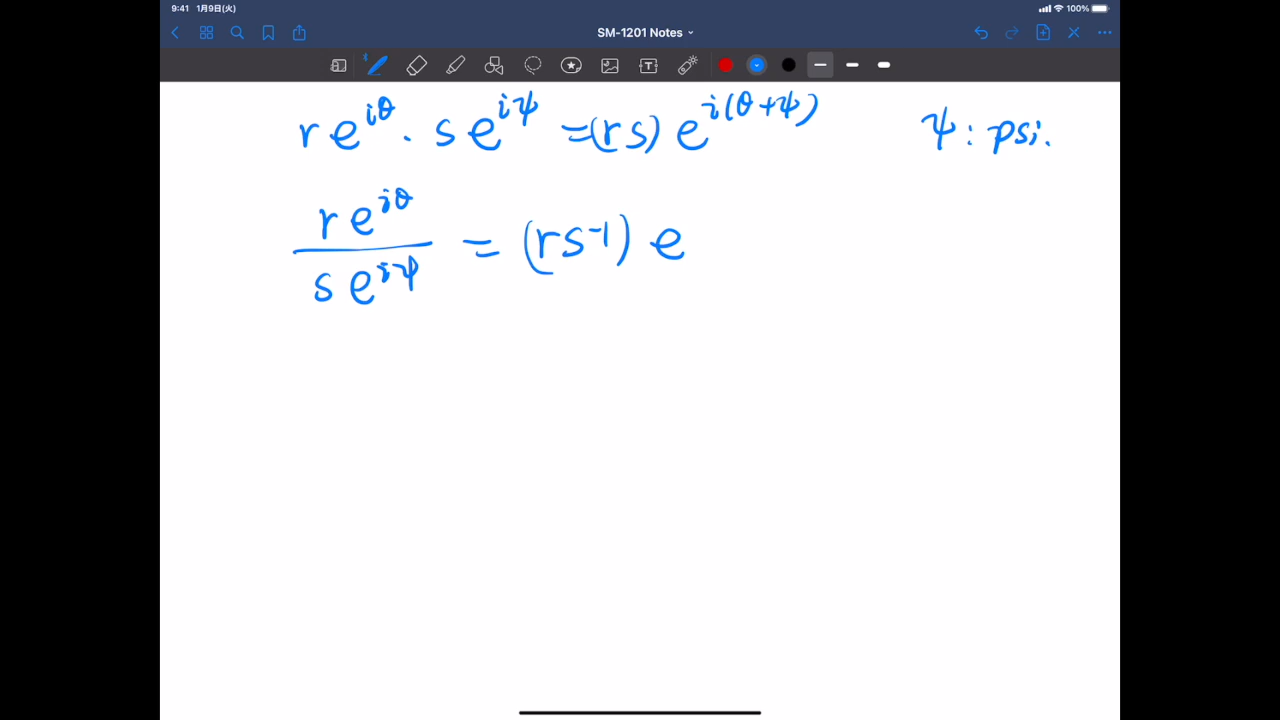 9:41 1月9日(火) 100%
SM-1201 Notes
re^{iθ} · se^{iψ} = (rs) e^{i(θ+ψ)} ψ: psi.
\frac{re^{iθ}}{se^{iψ}} = (rs^{-1}) e